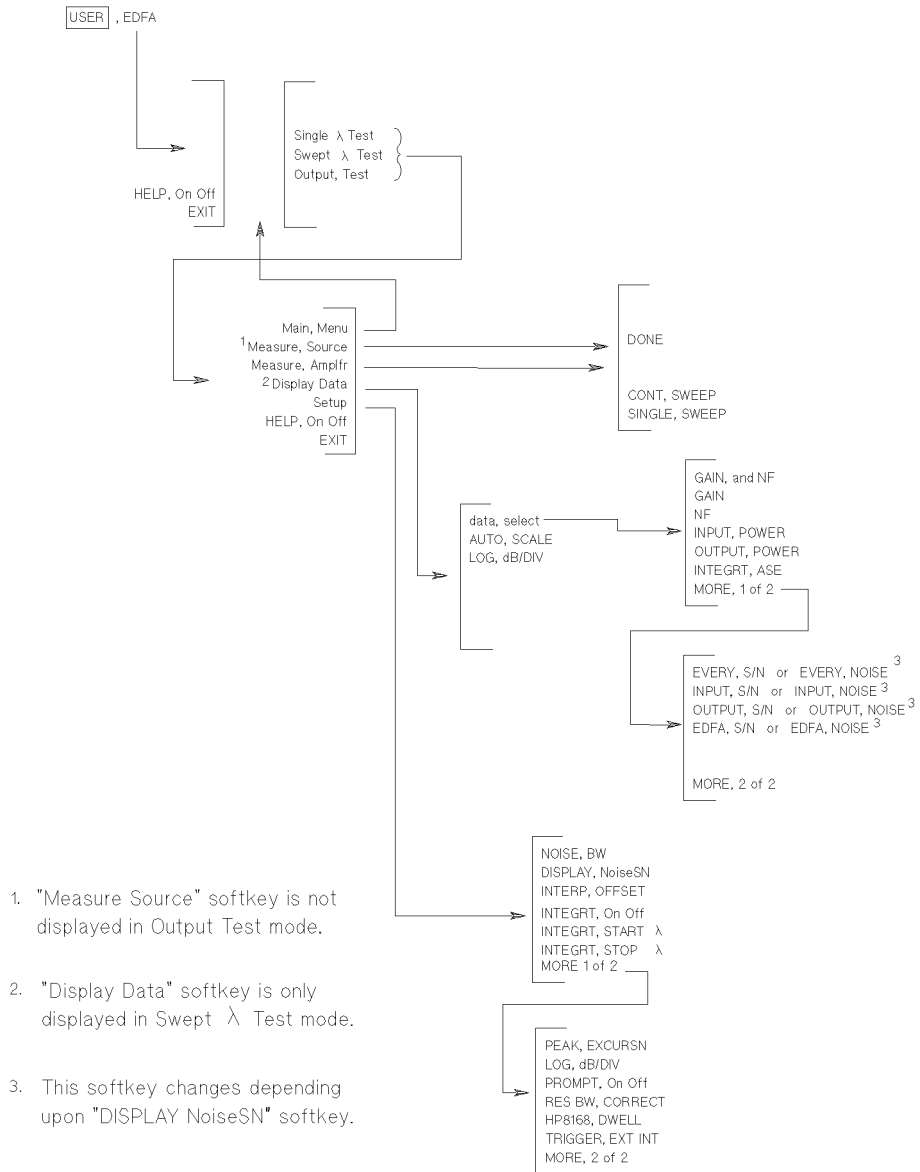 USER , EDFA
Single λ Test
Swept λ Test
Output, Test
HELP, On Off
EXIT
Main, Menu
1 Measure, Source
Measure, Amplfr
2 Display Data
Setup
HELP, On Off
EXIT
DONE
CONT, SWEEP
SINGLE, SWEEP
data, select
AUTO, SCALE
LOG, dB/DIV
GAIN, and NF
GAIN
NF
INPUT, POWER
OUTPUT, POWER
INTEGRT, ASE
MORE, 1 of 2
EVERY, S/N or EVERY, NOISE 3
INPUT, S/N or INPUT, NOISE 3
OUTPUT, S/N or OUTPUT, NOISE 3
EDFA, S/N or EDFA, NOISE 3
MORE, 2 of 2
NOISE, BW
DISPLAY, NoiseSN
INTERP, OFFSET
INTEGRT, On Off
INTEGRT, START λ
INTEGRT, STOP λ
MORE 1 of 2
PEAK, EXCURSN
LOG, dB/DIV
PROMPT, On Off
RES BW, CORRECT
HP8168, DWELL
TRIGGER, EXT INT
MORE, 2 of 2
1. "Measure Source" softkey is not
displayed in Output Test mode.
2. "Display Data" softkey is only
displayed in Swept λ Test mode.
3. This softkey changes depending
upon "DISPLAY NoiseSN" softkey.